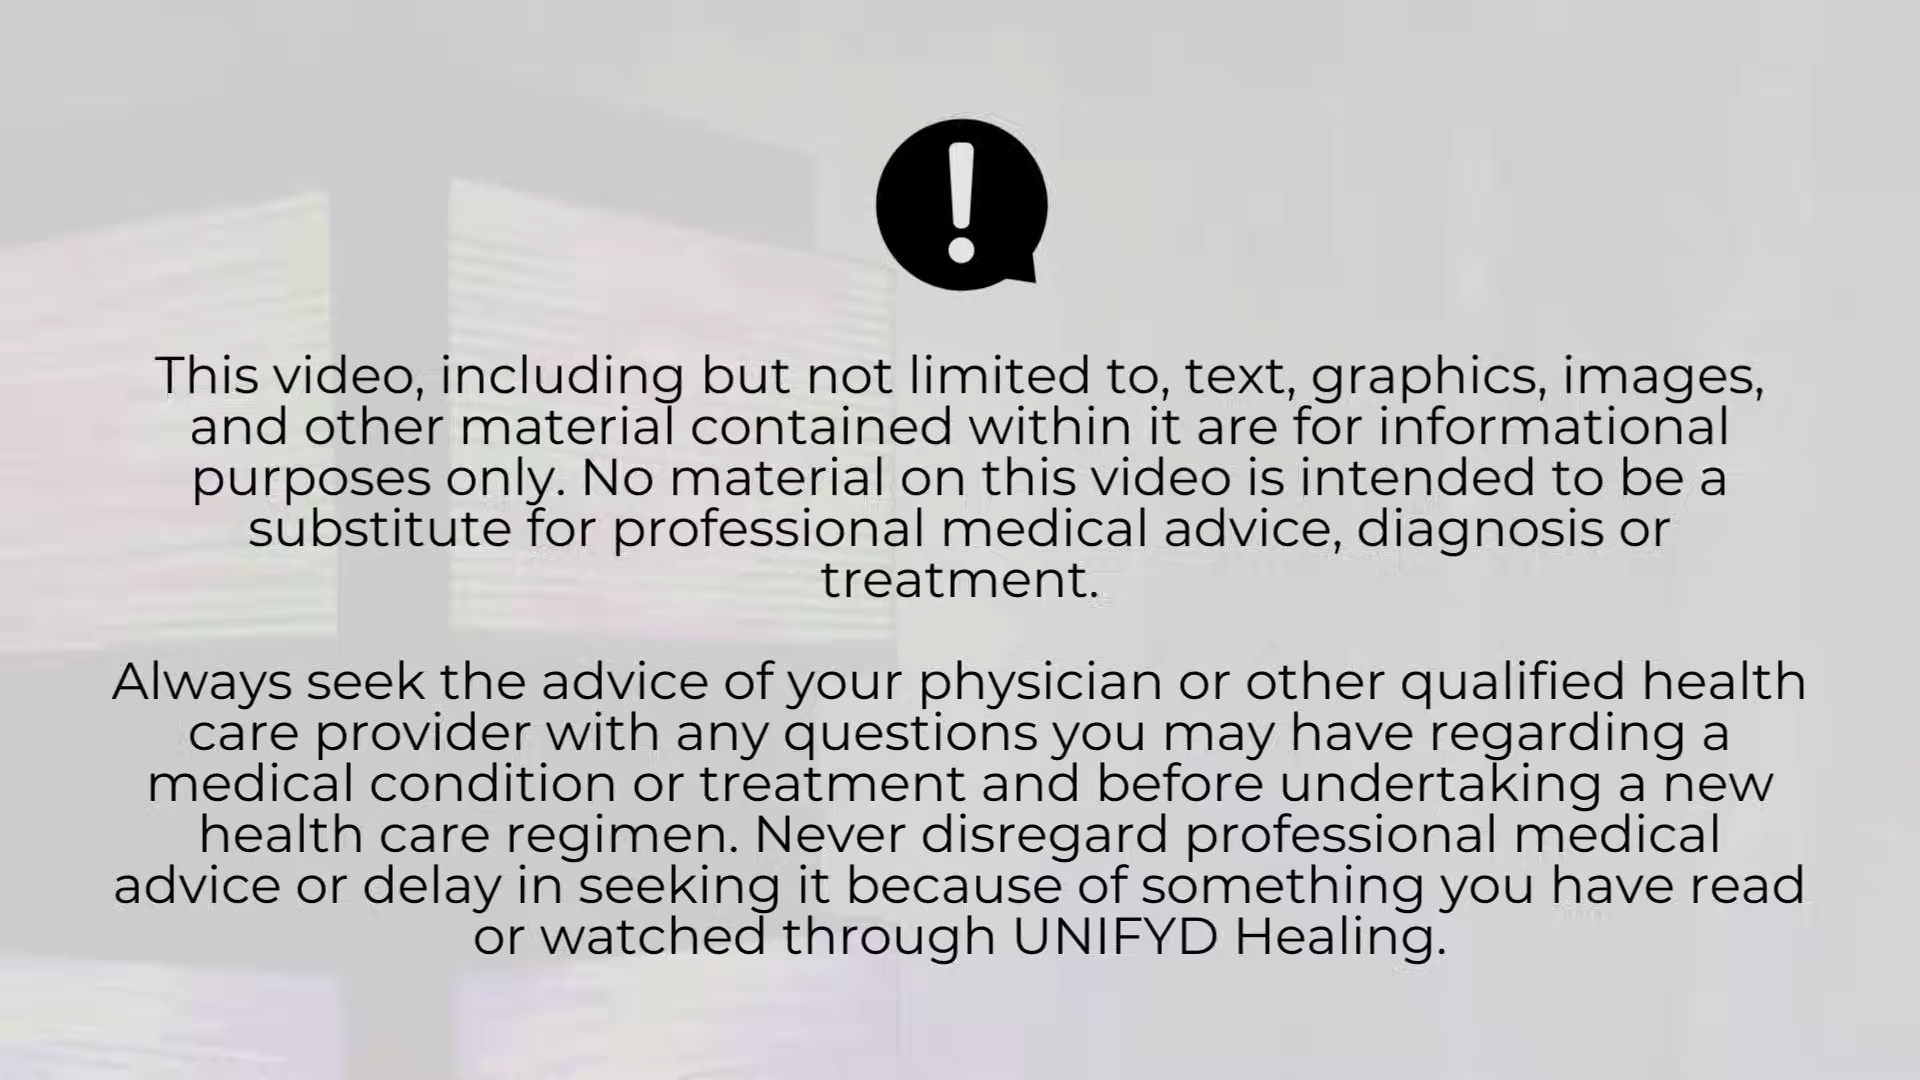 This video, including but not limited to, text, graphics, images,
and other material contained within it are for informational
purposes only. No material on this video is intended to be a
substitute for professional medical advice, diagnosis or
treatment.
Always seek the advice of your physician or other qualified health
care provider with any questions you may have regarding a
medical condition or treatment and before undertaking a new
health care regimen. Never disregard professional medical
advice or delay in seeking it because of something you have read
or watched through UNIFYD Healing.